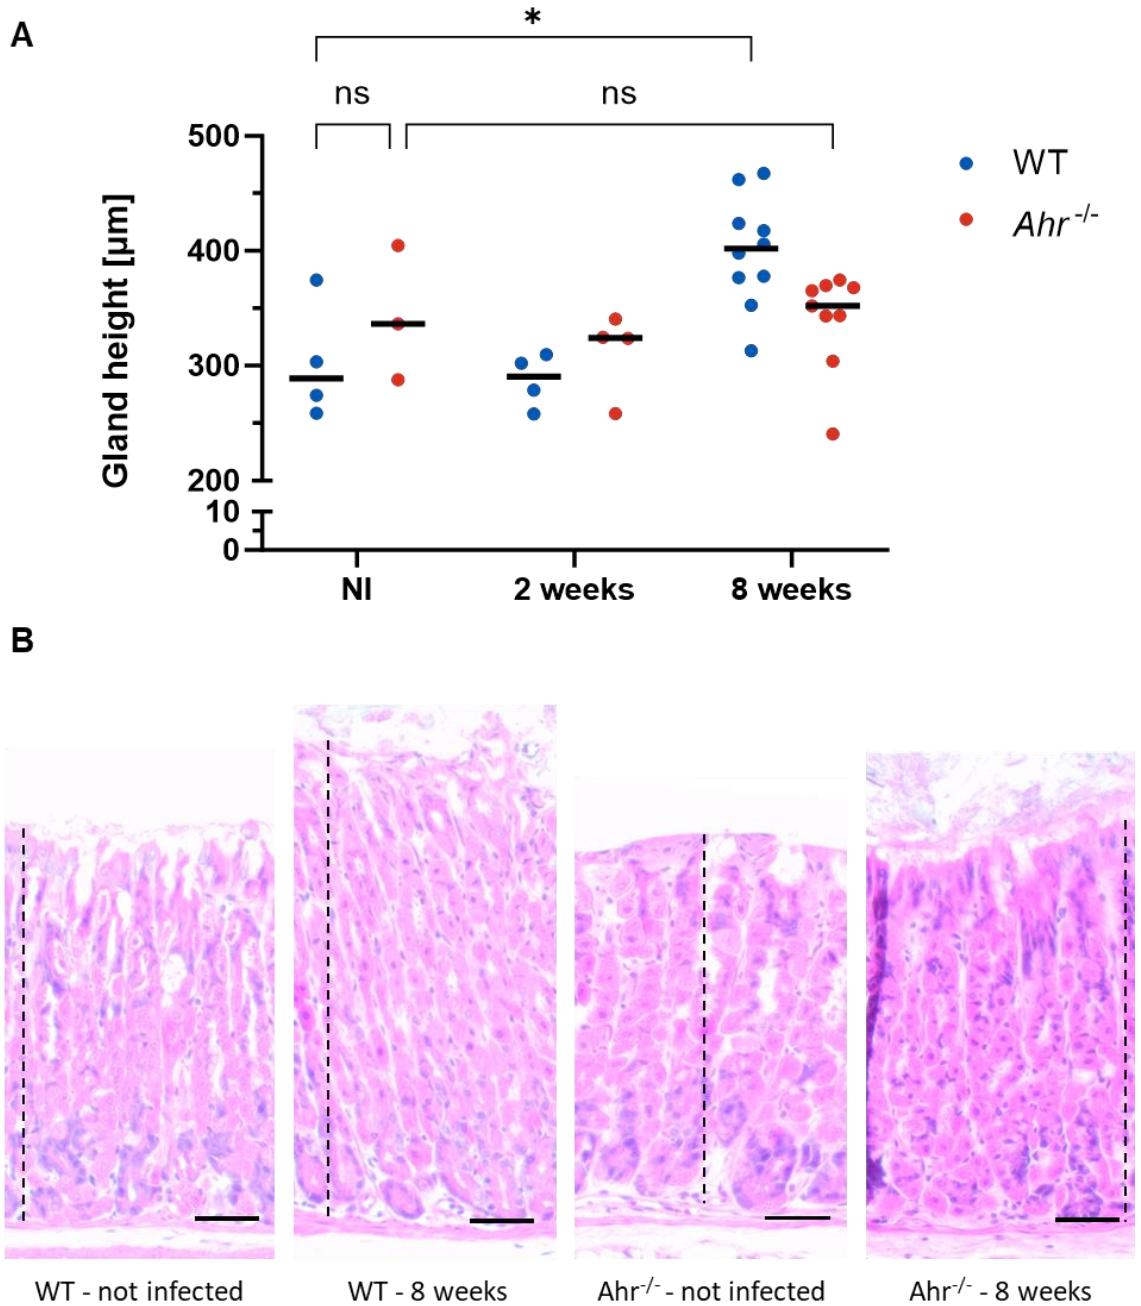 A
*
ns
ns
500
400
300
200
10
0
Gland height [µm]
NI
2 weeks
8 weeks
WT
Ahr -/-
B
WT - not infected
WT - 8 weeks
Ahr-/- - not infected
Ahr-/- - 8 weeks